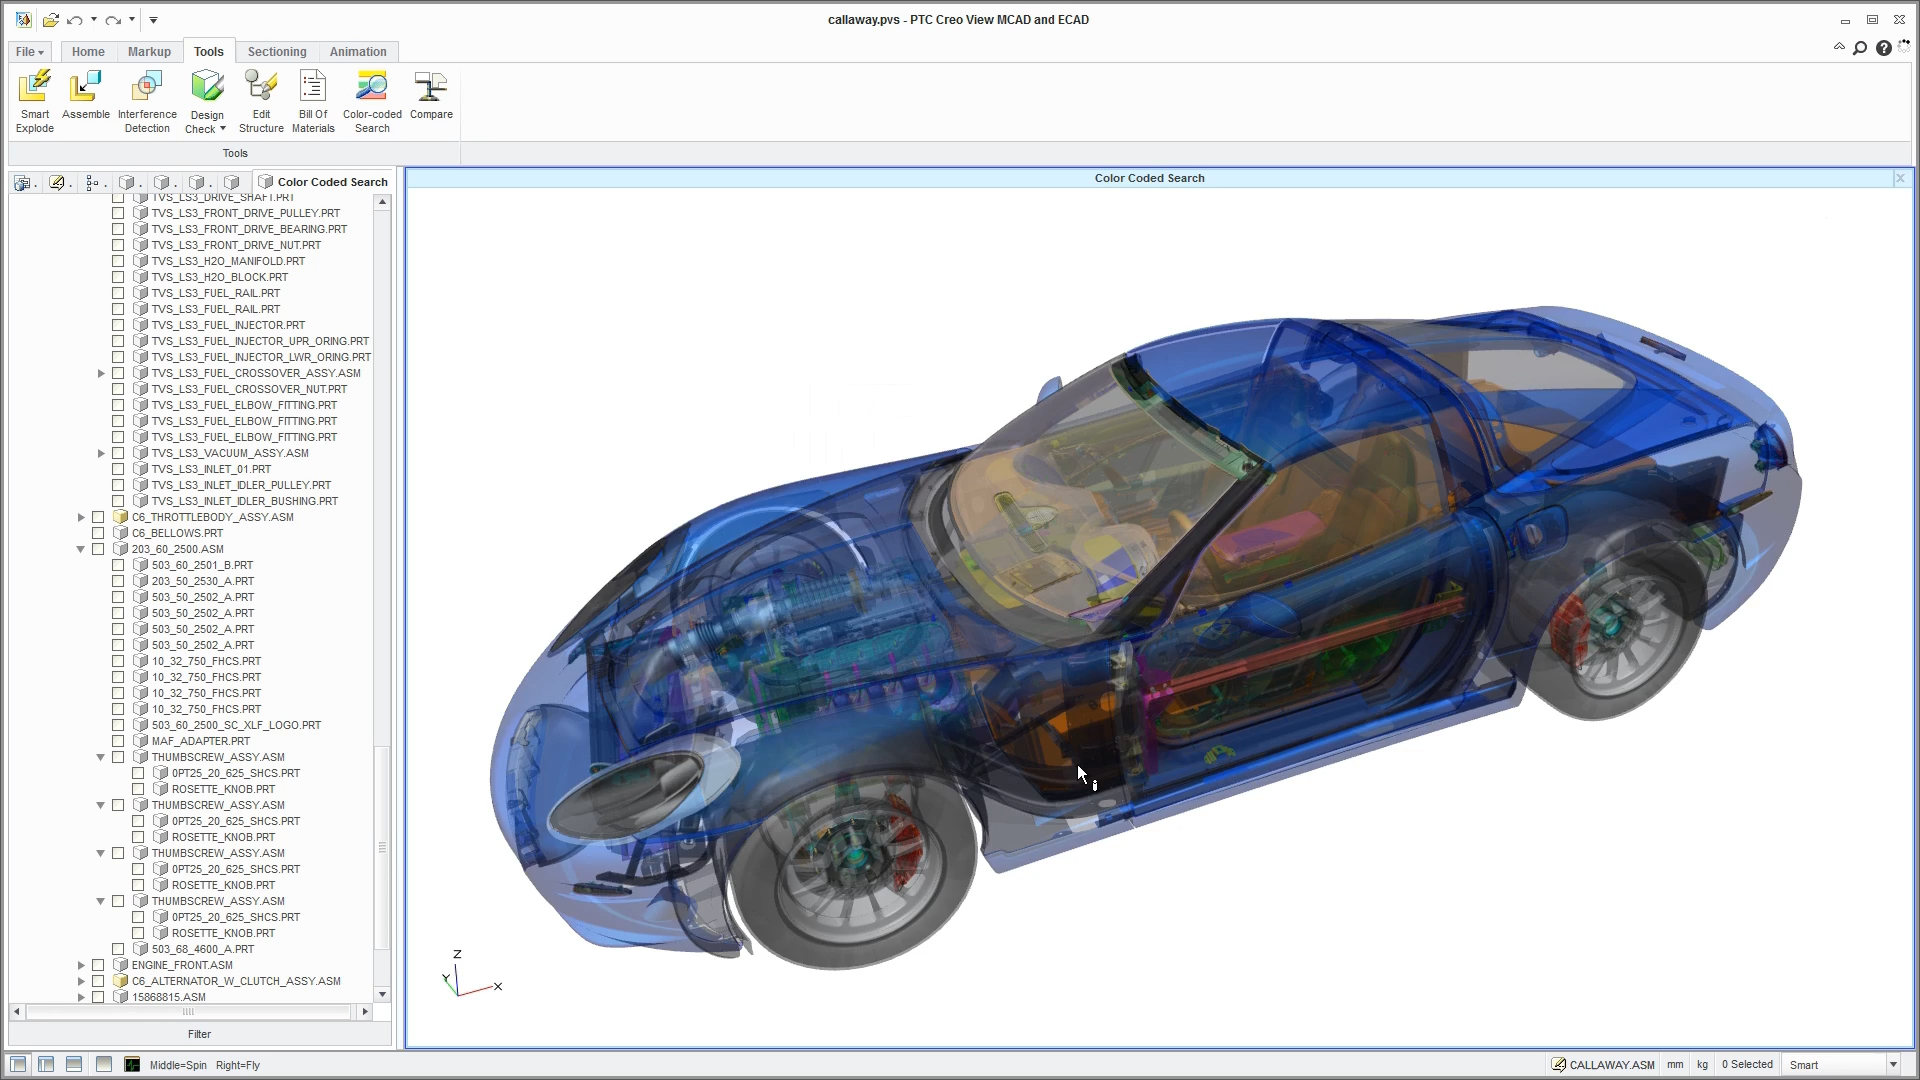 callaway.pvs - PTC Creo View MCAD and ECAD
File
Home
Markup
Tools
Sectioning
Animation
Smart Explode
Assemble
Interference Detection
Design Check
Edit Structure
Bill Of Materials
Color-coded Search
Compare
Tools
Color Coded Search
Color Coded Search
TVS_LS3_DRIVE_SHAFT.PRT
TVS_LS3_FRONT_DRIVE_PULLEY.PRT
TVS_LS3_FRONT_DRIVE_BEARING.PRT
TVS_LS3_FRONT_DRIVE_NUT.PRT
TVS_LS3_H2O_MANIFOLD.PRT
TVS_LS3_H2O_BLOCK.PRT
TVS_LS3_FUEL_RAIL.PRT
TVS_LS3_FUEL_RAIL.PRT
TVS_LS3_FUEL_INJECTOR.PRT
TVS_LS3_FUEL_INJECTOR_UPR_ORING.PRT
TVS_LS3_FUEL_INJECTOR_LWR_ORING.PRT
TVS_LS3_FUEL_CROSSOVER_ASSY.ASM
TVS_LS3_FUEL_CROSSOVER_NUT.PRT
TVS_LS3_FUEL_ELBOW_FITTING.PRT
TVS_LS3_FUEL_ELBOW_FITTING.PRT
TVS_LS3_FUEL_ELBOW_FITTING.PRT
TVS_LS3_VACUUM_ASSY.ASM
TVS_LS3_INLET_01.PRT
TVS_LS3_INLET_IDLER_PULLEY.PRT
TVS_LS3_INLET_IDLER_BUSHING.PRT
C6_THROTTLEBODY_ASSY.ASM
C6_BELLOWS.PRT
203_60_2500.ASM
503_60_2501_B.PRT
203_50_2530_A.PRT
503_50_2502_A.PRT
503_50_2502_A.PRT
503_50_2502_A.PRT
503_50_2502_A.PRT
10_32_750_FHCS.PRT
10_32_750_FHCS.PRT
10_32_750_FHCS.PRT
10_32_750_FHCS.PRT
503_60_2500_SC_XLF_LOGO.PRT
MAF_ADAPTER.PRT
THUMBSCREW_ASSY.ASM
0PT25_20_625_SHCS.PRT
ROSETTE_KNOB.PRT
THUMBSCREW_ASSY.ASM
0PT25_20_625_SHCS.PRT
ROSETTE_KNOB.PRT
THUMBSCREW_ASSY.ASM
0PT25_20_625_SHCS.PRT
ROSETTE_KNOB.PRT
THUMBSCREW_ASSY.ASM
0PT25_20_625_SHCS.PRT
ROSETTE_KNOB.PRT
503_68_4600_A.PRT
ENGINE_FRONT.ASM
C6_ALTERNATOR_W_CLUTCH_ASSY.ASM
15868815.ASM
Z
Y
X
Filter
Middle=Spin Right=Fly
CALLAWAY.ASM
mm
kg
0 Selected
Smart